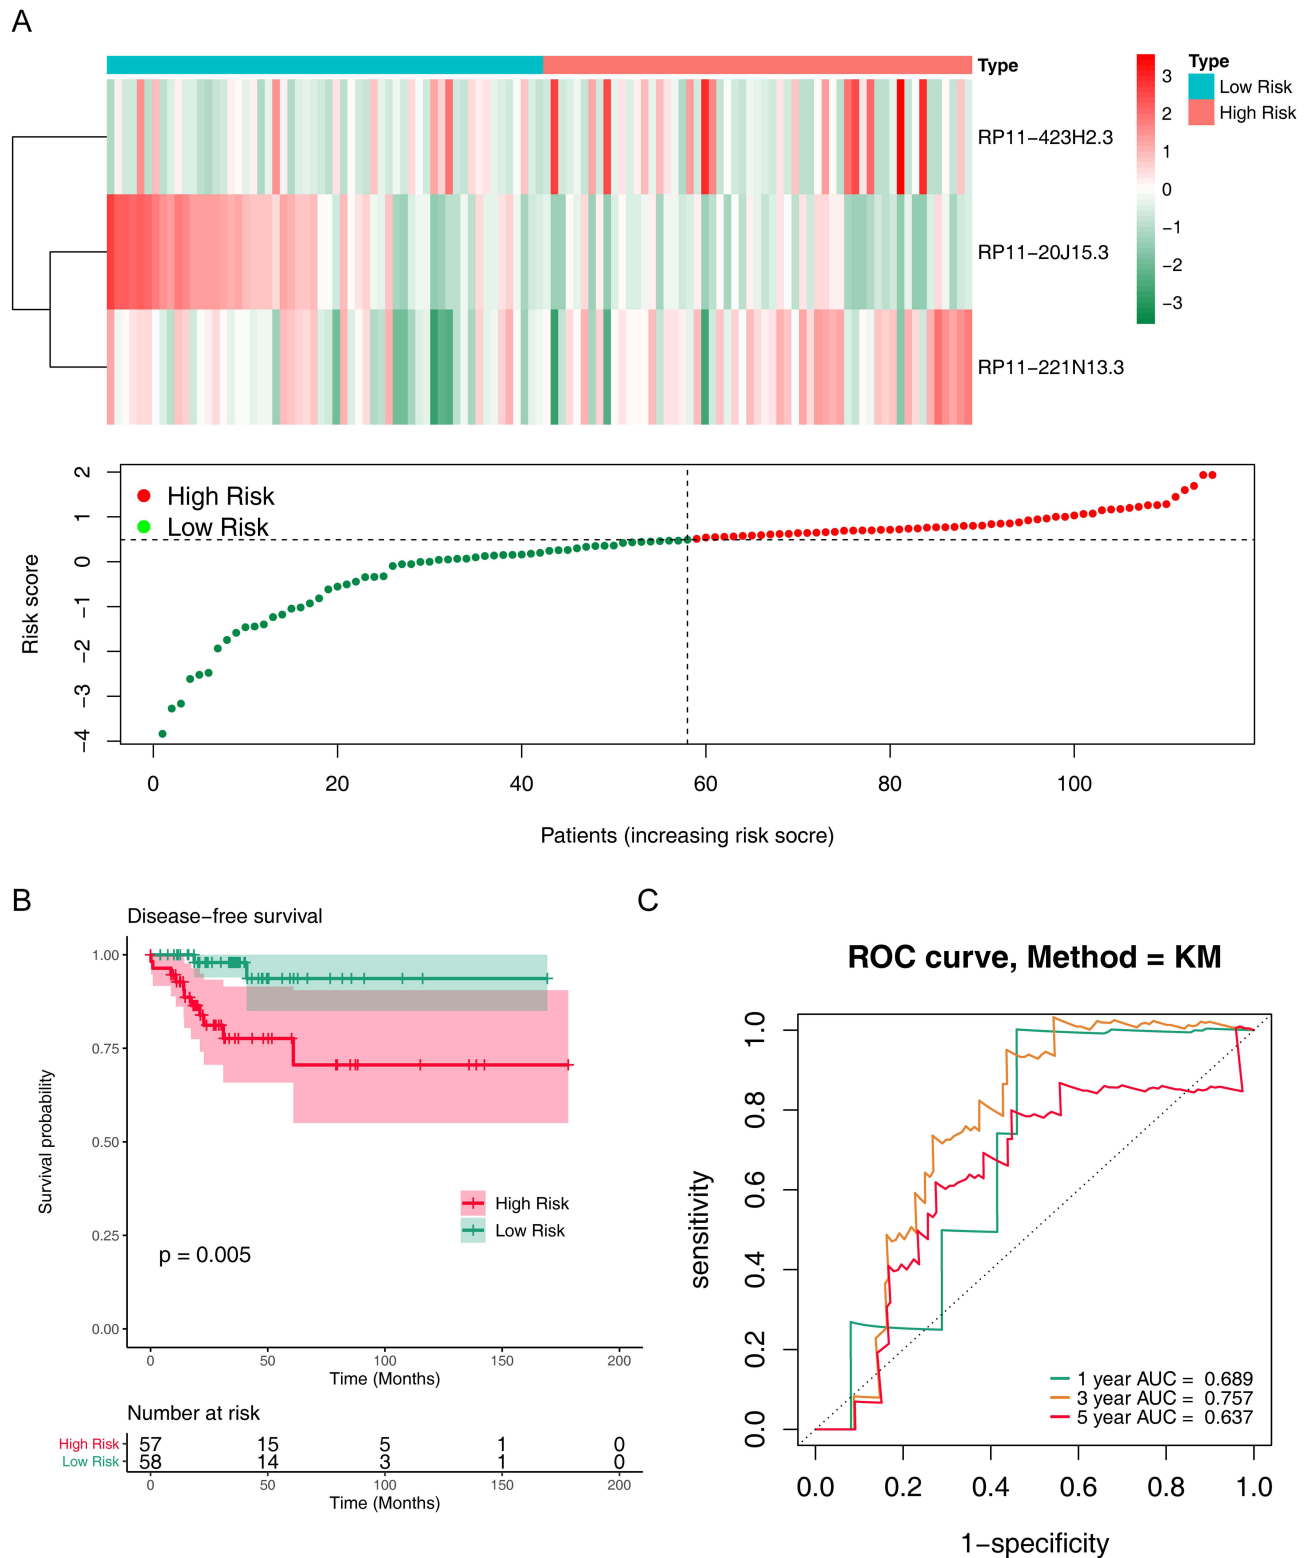 A
Type
RP11−423H2.3
RP11−20J15.3
RP11−221N13.3
3
2
1
0
−1
−2
−3
Type
Low Risk
High Risk
2
1
0
−1
−2
−3
−4
Risk score
High Risk
Low Risk
0 20 40 60 80 100
Patients (increasing risk socre)
B
Disease−free survival
1.00
0.75
0.50
0.25
0.00
Survival probability
High Risk
Low Risk
p = 0.005
0 50 100 150 200
Time (Months)
Number at risk
High Risk 57 15 5 1 0
Low Risk 58 14 3 1 0
0 50 100 150 200
Time (Months)
C
ROC curve, Method = KM
1.0
0.8
0.6
0.4
0.2
0.0
sensitivity
1 year AUC = 0.689
3 year AUC = 0.757
5 year AUC = 0.637
0.0 0.2 0.4 0.6 0.8 1.0
1−specificity